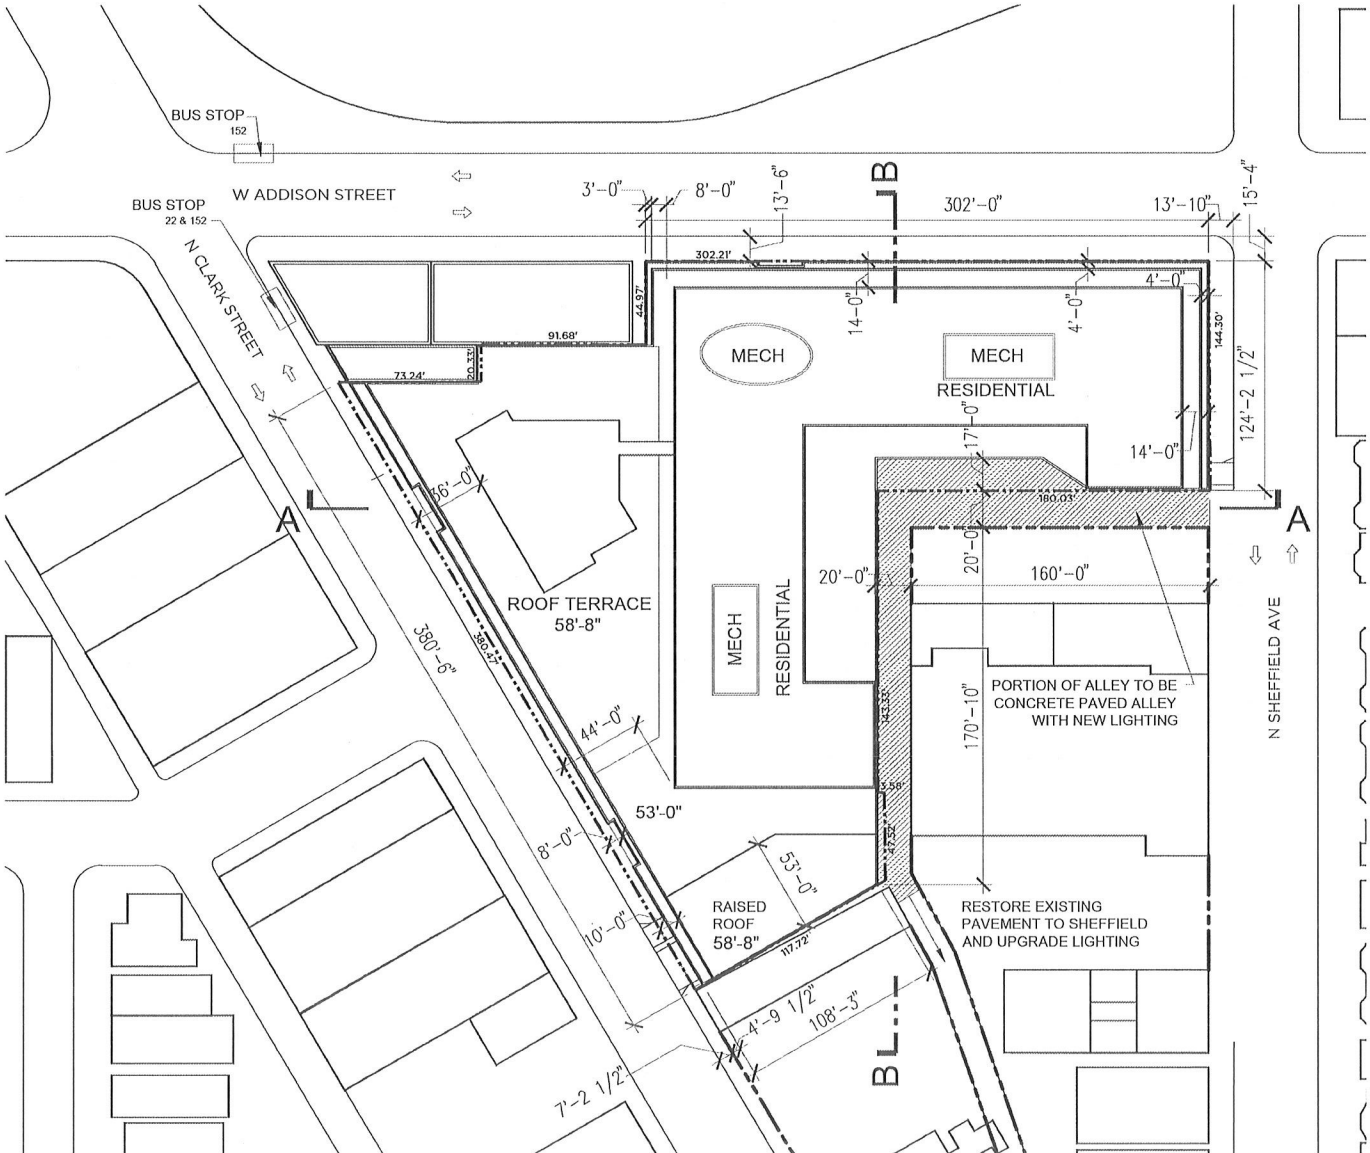 BUS STOP
152
W ADDISON STREET
BUS STOP
22 & 152
N CLARK STREET
3'-0"
8'-0"
13'-6"
B
302'-0"
13'-10"
15'-4"
302.21'
44.97'
14'-0"
4'-0"
4'-0"
91.68'
20.33'
73.24'
144.30'
124'-2 1/2"
MECH
MECH
RESIDENTIAL
17'-0"
14'-0"
36'-0"
180.03'
A
A
20'-0"
20'-0"
160'-0"
ROOF TERRACE
58'-8"
MECH
RESIDENTIAL
380'-6"
380.47'
N SHEFFIELD AVE
PORTION OF ALLEY TO BE
CONCRETE PAVED ALLEY
WITH NEW LIGHTING
143.33'
170'-10"
44'-0"
3.58'
53'-0"
47.52'
8'-0"
53'-0"
10'-0"
RAISED
ROOF
58'-8"
117.72'
RESTORE EXISTING
PAVEMENT TO SHEFFIELD
AND UPGRADE LIGHTING
4'-9 1/2"
108'-3"
7'-2 1/2"
B